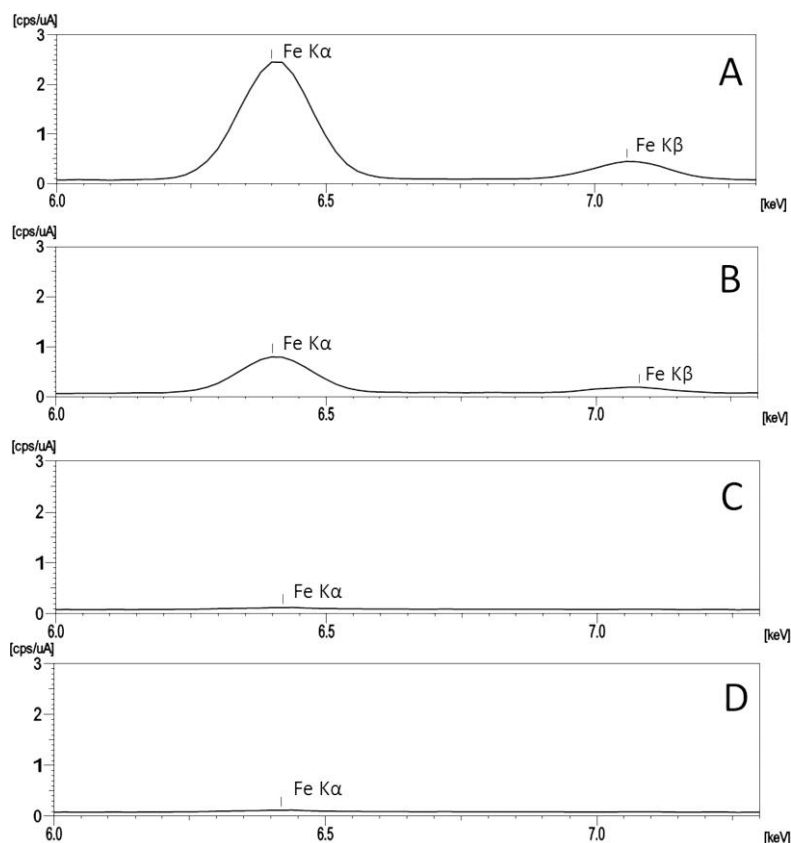 [cps/uA]
3
Fe Kα
A
2
1
Fe Kβ
0
6.0 6.5 7.0
[keV]
[cps/uA]
3
B
2
Fe Kα
1
Fe Kβ
0
6.0 6.5 7.0
[keV]
[cps/uA]
3
C
2
1
Fe Kα
0
6.0 6.5 7.0
[keV]
[cps/uA]
3
D
2
1
Fe Kα
0
6.0 6.5 7.0
[keV]